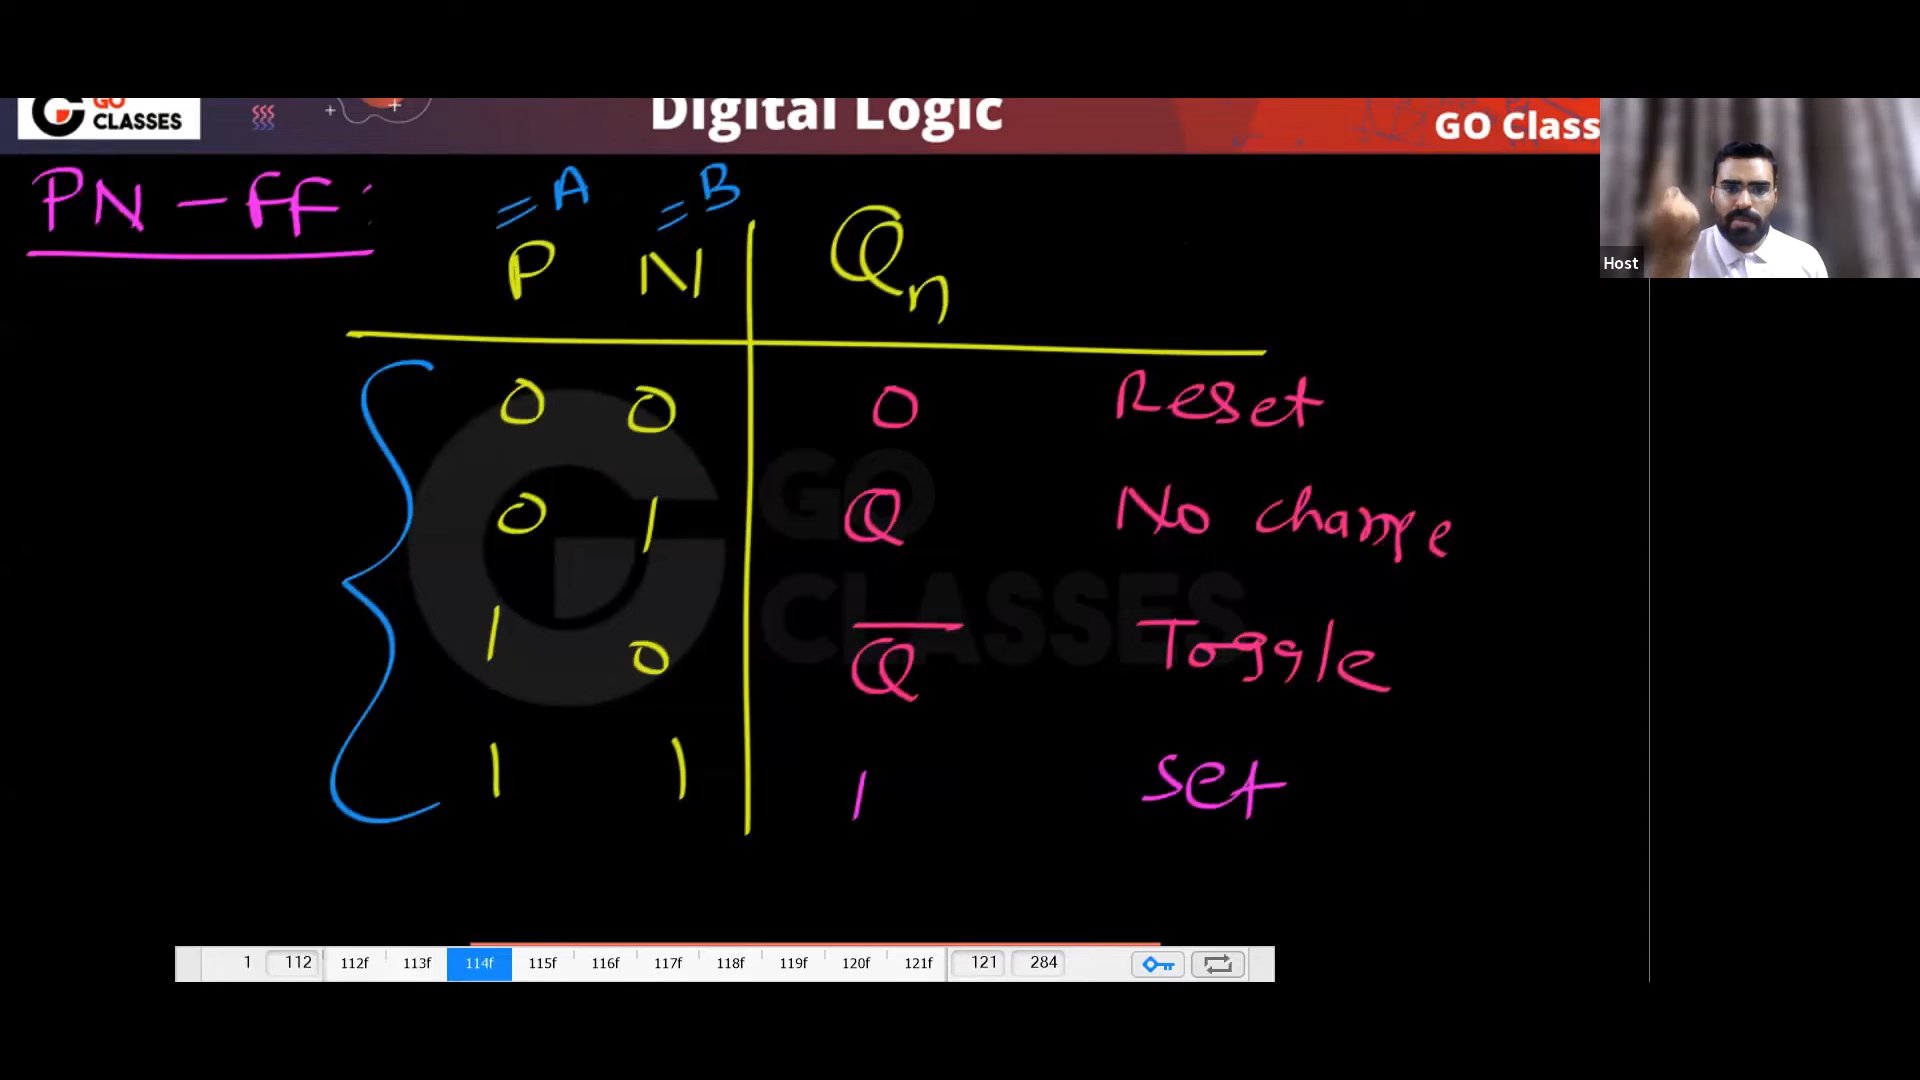 GO CLASSES
Digital Logic
GO Class
PN - FF :
= A = B
P N Qn
Host
0 0 0 Reset
0 1 Q No change
1 0 Q̅ Toggle
1 1 1 Set
GO CLASSES
1 112 112f 113f 114f 115f 116f 117f 118f 119f 120f 121f 121 284